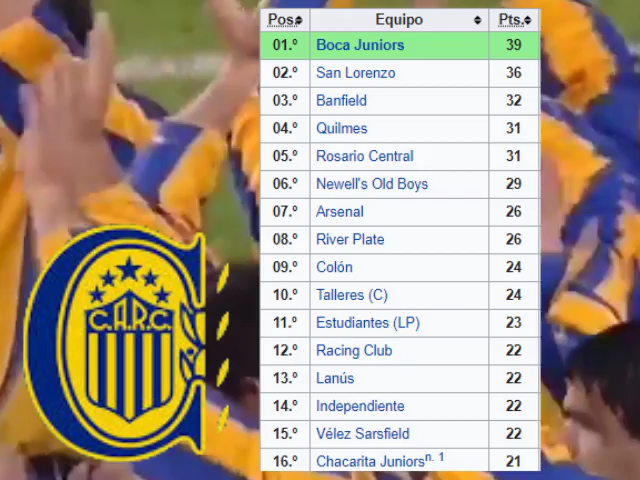 Pos. Equipo Pts.
01.º Boca Juniors 39
02.º San Lorenzo 36
03.º Banfield 32
04.º Quilmes 31
05.º Rosario Central 31
06.º Newell's Old Boys 29
07.º Arsenal 26
08.º River Plate 26
09.º Colón 24
10.º Talleres (C) 24
11.º Estudiantes (LP) 23
12.º Racing Club 22
13.º Lanús 22
14.º Independiente 22
15.º Vélez Sarsfield 22
16.º Chacarita Juniors n. 1 21
C.A.R.C.